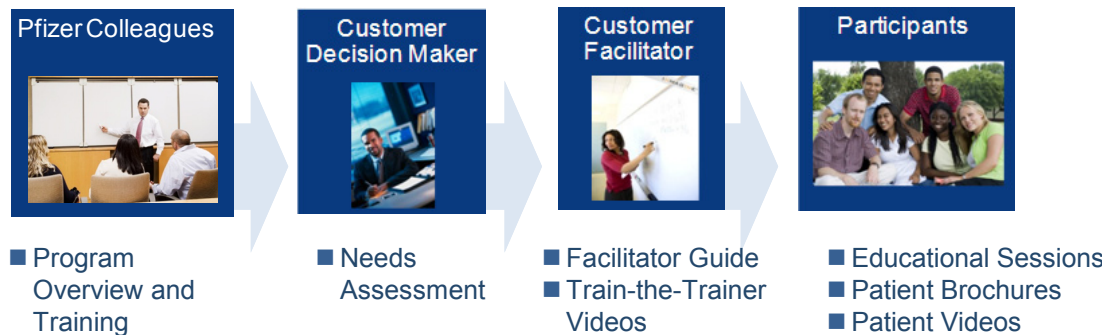 Pfizer Colleagues
Customer
Decision Maker
Customer
Facilitator
Participants
■ Program
Overview and
Training
■ Needs
Assessment
■ Facilitator Guide
■ Train-the-Trainer
Videos
■ Educational Sessions
■ Patient Brochures
■ Patient Videos